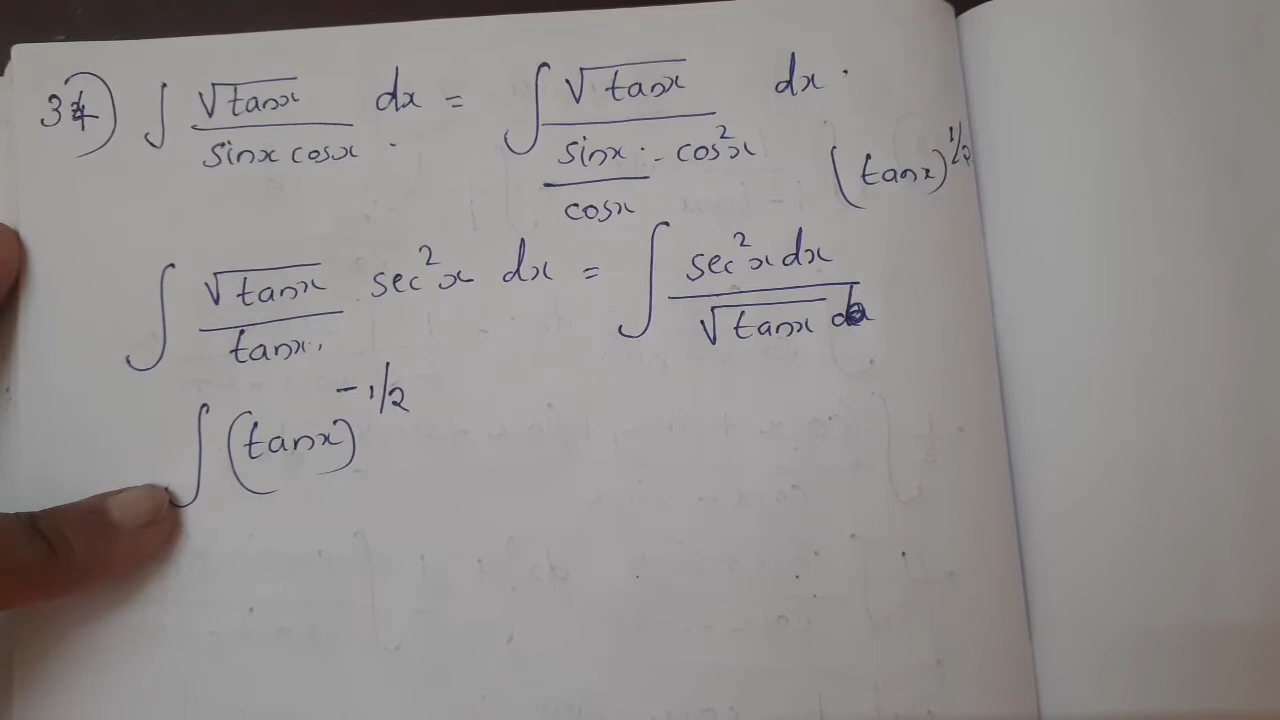 34) ∫ √tanx / sinx cosx dx = ∫ √tanx / (sinx/cosx · cos²x) dx.
(tanx)^1/2
∫ √tanx / tanx sec²x dx = ∫ sec²x dx / √tanx
∫ (tanx)^-1/2